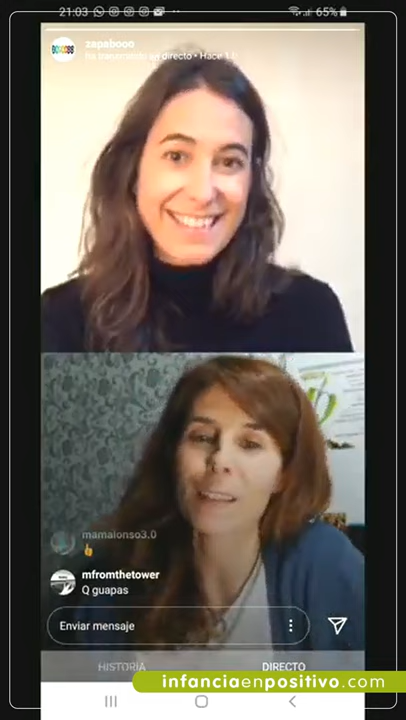 21:03
65%
zapabooo
ha transmitido en directo • Hace 1 h
mamalonso3.0
👍
mfromthetower
Q guapas
Enviar mensaje
HISTORIA
DIRECTO
infanciaenpositivo.com